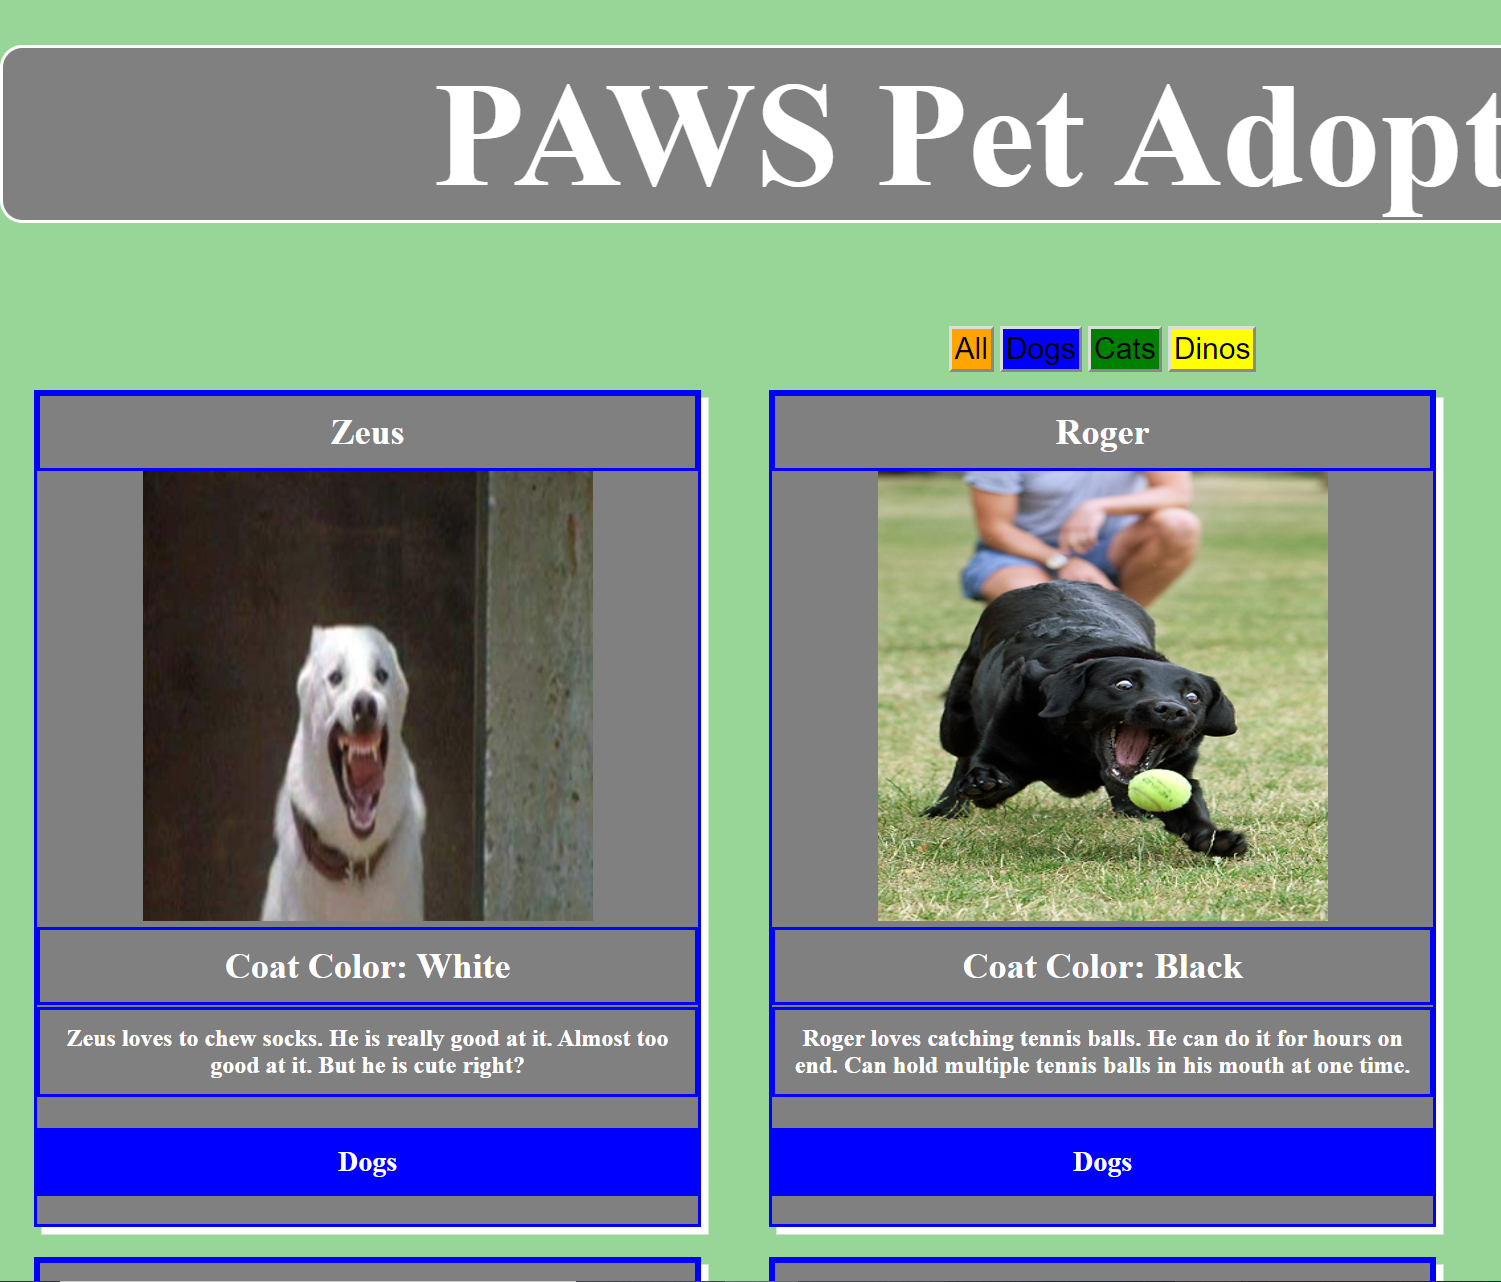 PAWS Pet Adopt
All Dogs Cats Dinos
Zeus
Coat Color: White
Zeus loves to chew socks. He is really good at it. Almost too
good at it. But he is cute right?
Dogs
Roger
Coat Color: Black
Roger loves catching tennis balls. He can do it for hours on
end. Can hold multiple tennis balls in his mouth at one time.
Dogs